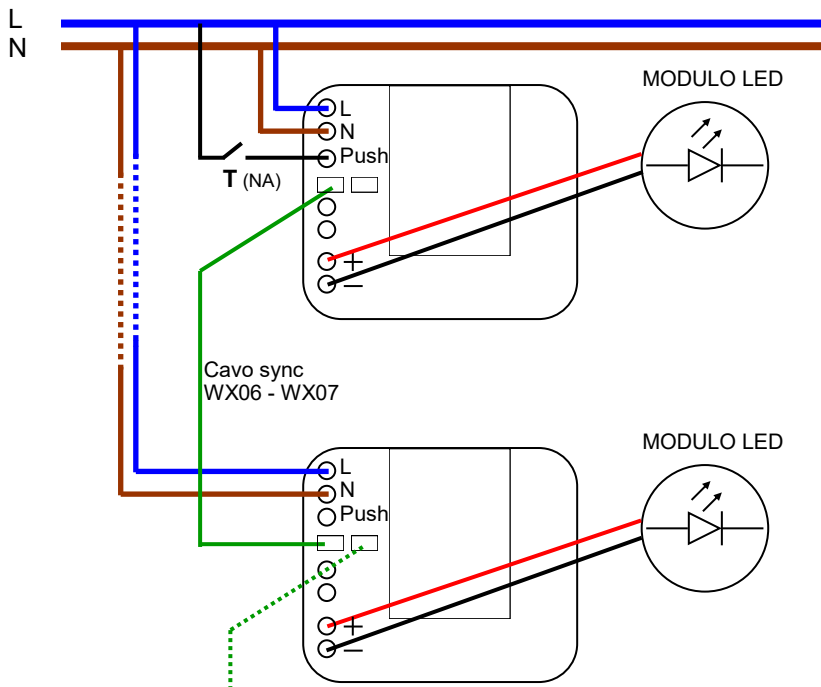 L
N
MODULO LED
L
N
Push
T (NA)
+
−
Cavo sync
WX06 - WX07
MODULO LED
L
N
Push
+
−